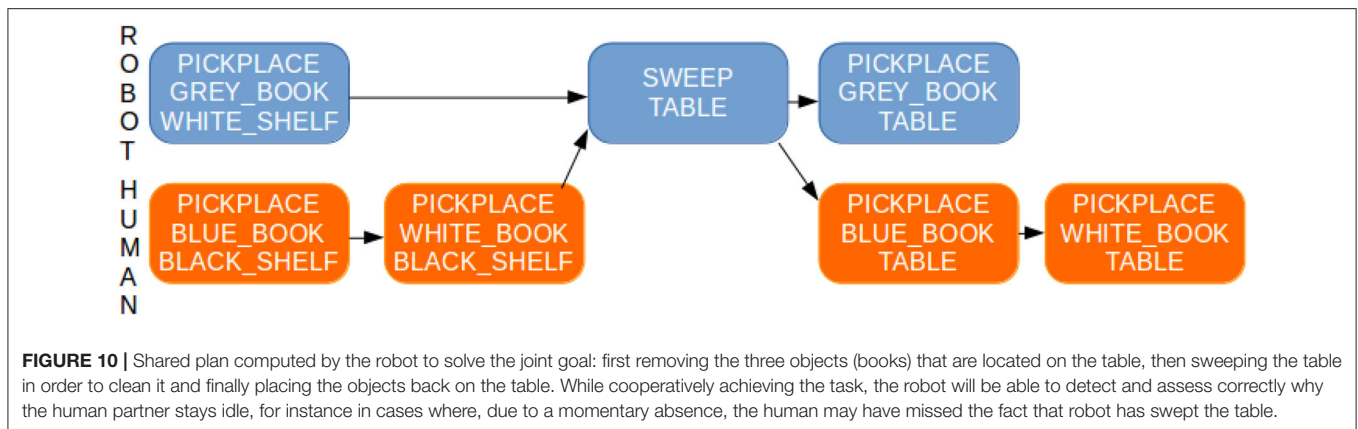 ROBOT
PICKPLACE
GREY_BOOK
WHITE_SHELF
SWEEP
TABLE
PICKPLACE
GREY_BOOK
TABLE
HUMAN
PICKPLACE
BLUE_BOOK
BLACK_SHELF
PICKPLACE
WHITE_BOOK
BLACK_SHELF
PICKPLACE
BLUE_BOOK
TABLE
PICKPLACE
WHITE_BOOK
TABLE
FIGURE 10 | Shared plan computed by the robot to solve the joint goal: first removing the three objects (books) that are located on the table, then sweeping the table
in order to clean it and finally placing the objects back on the table. While cooperatively achieving the task, the robot will be able to detect and assess correctly why
the human partner stays idle, for instance in cases where, due to a momentary absence, the human may have missed the fact that robot has swept the table.